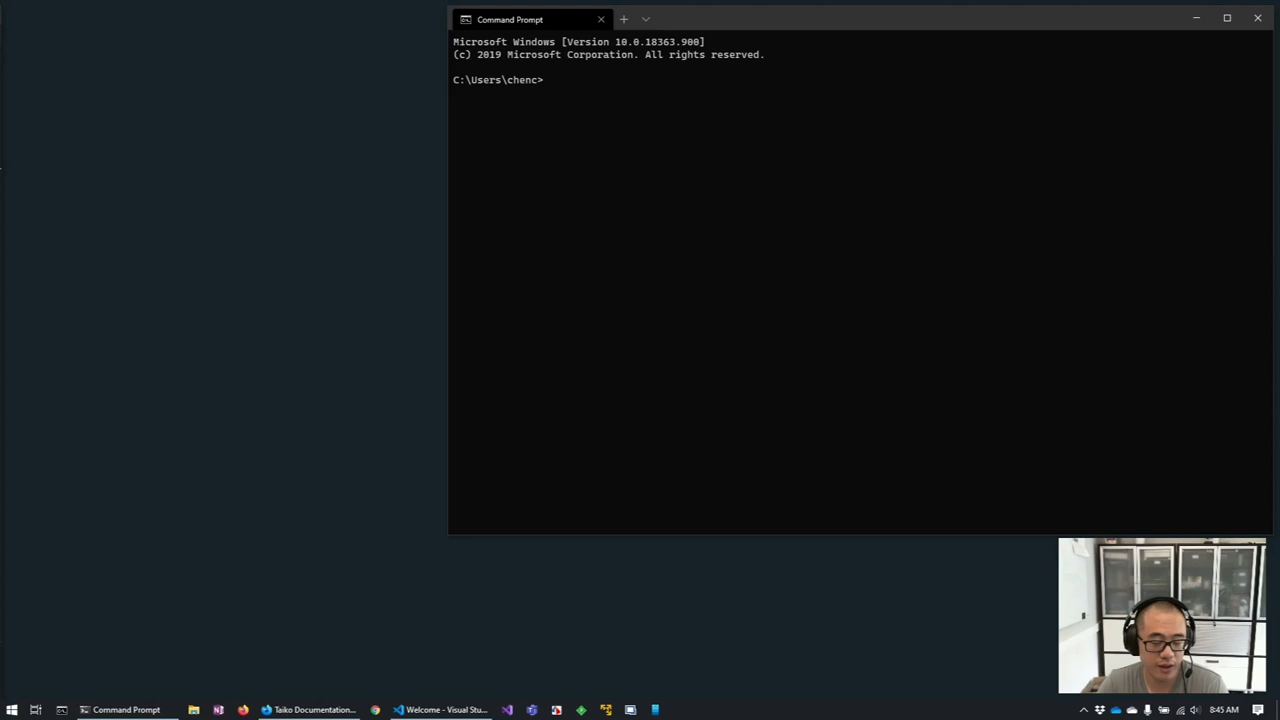 Command Prompt
Microsoft Windows [Version 10.0.18363.900]
(c) 2019 Microsoft Corporation. All rights reserved.
C:\Users\chenc>
Command Prompt
Taiko Documentation...
Welcome - Visual Stu...
8:45 AM